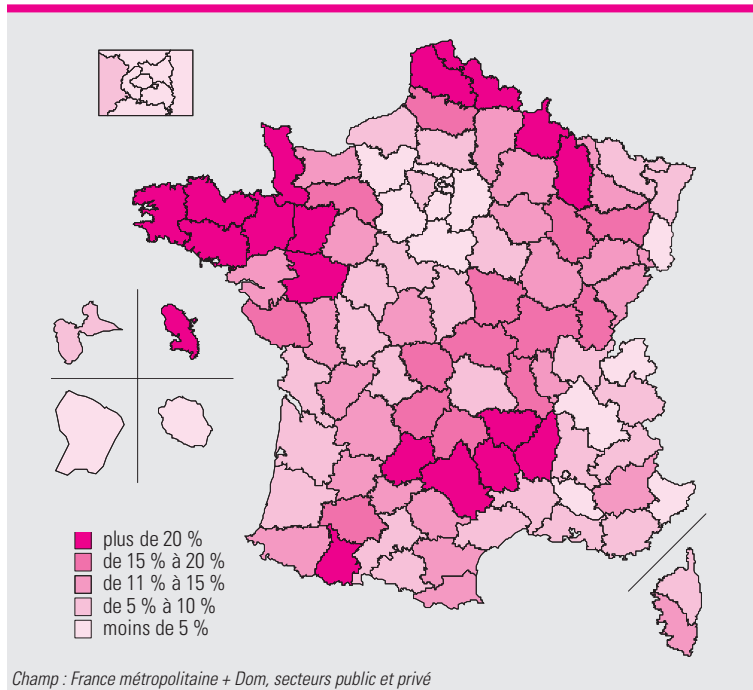 plus de 20 %
de 15 % à 20 %
de 11 % à 15 %
de 5 % à 10 %
moins de 5 %
Champ : France métropolitaine + Dom, secteurs public et privé